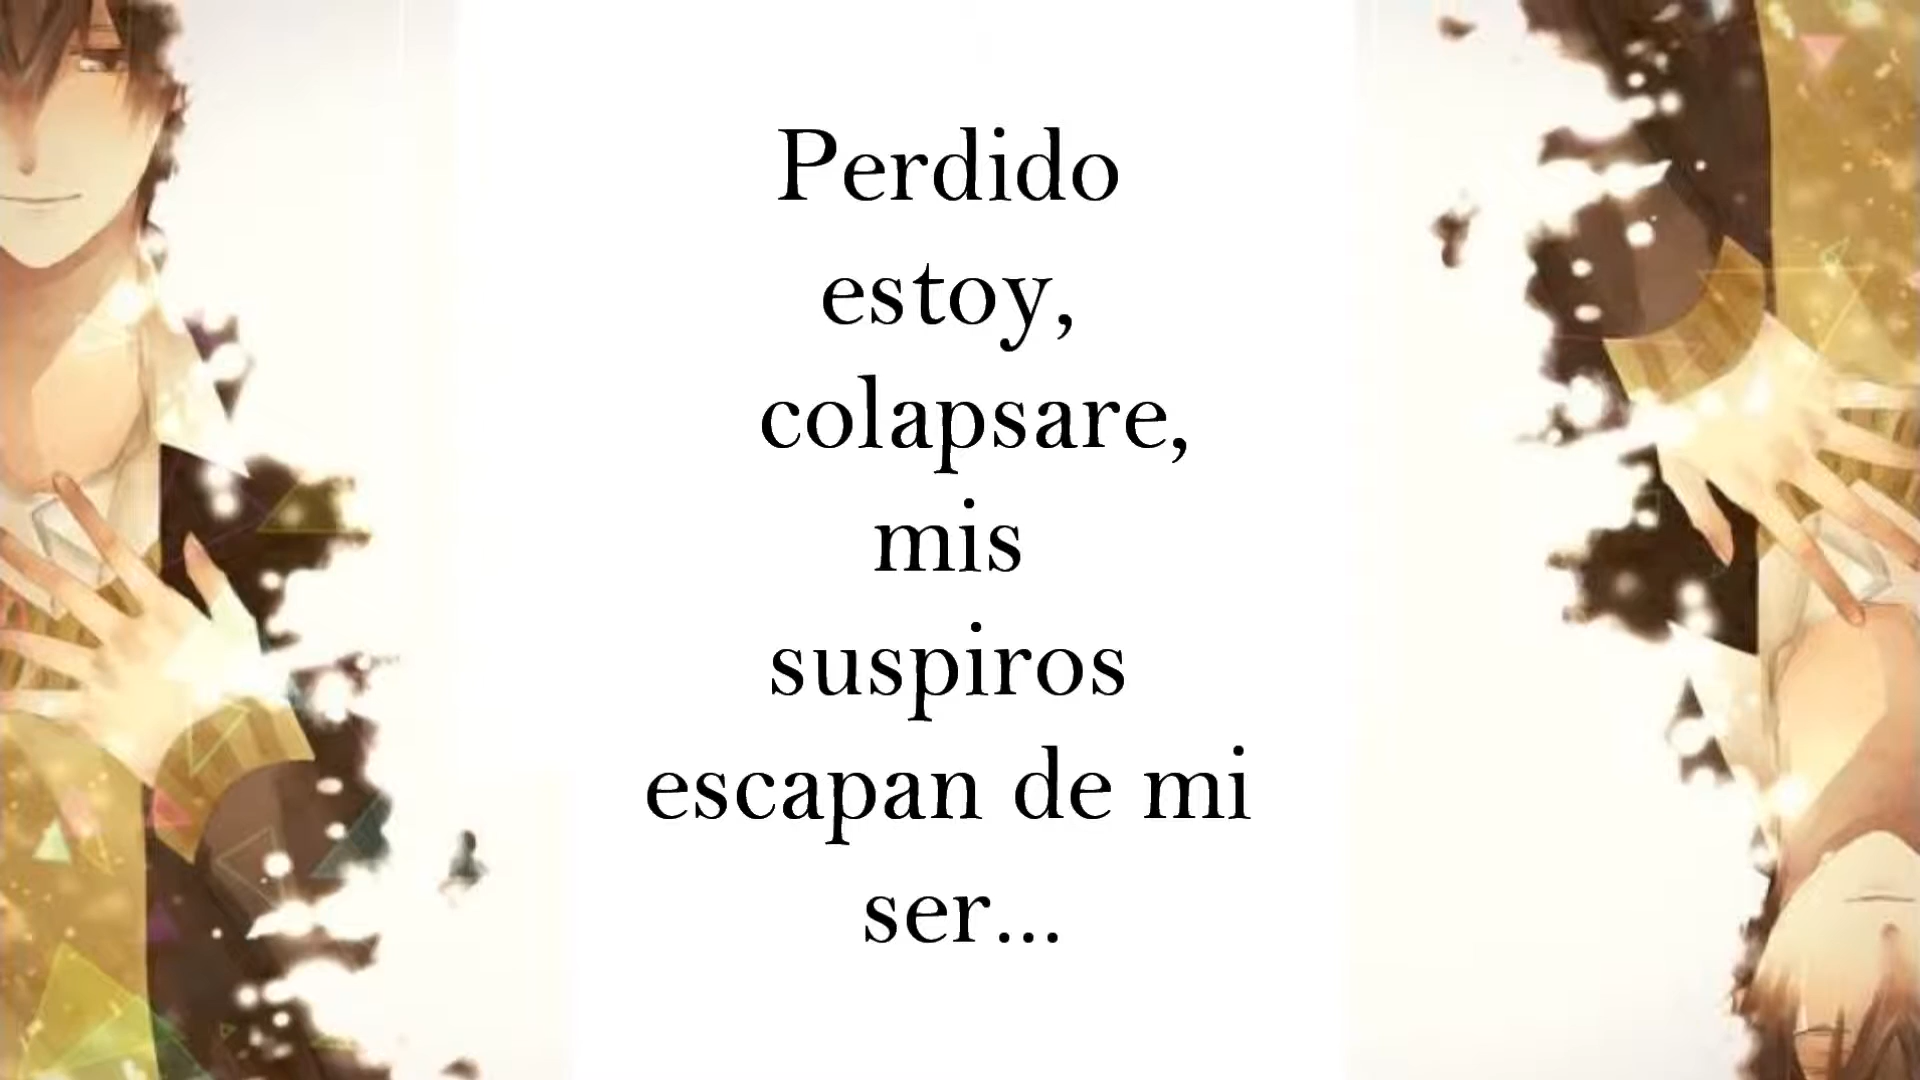 Perdido
estoy,
colapsare,
mis
suspiros
escapan de mi
ser...